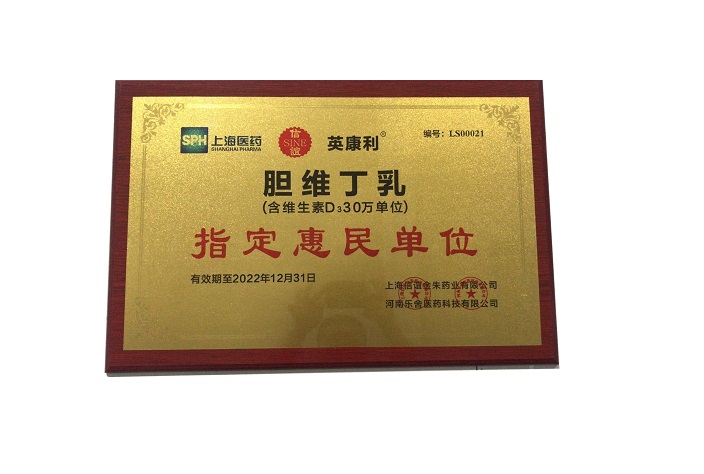 SPH 上海医药
SHANGHAI PHARMA
信
SINE
谊
英康利®
编号：LS00021
胆维丁乳
(含维生素D₃30万单位)
指定惠民单位
有效期至2022年12月31日
上海信谊金朱药业有限公司
河南乐舍医药科技有限公司